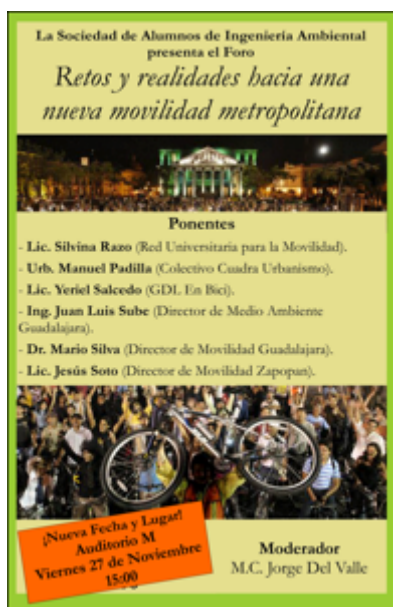 La Sociedad de Alumnos de Ingeniería Ambiental
presenta el Foro
Retos y realidades hacia una
nueva movilidad metropolitana
Ponentes
- Lic. Silvina Razo (Red Universitaria para la Movilidad).
- Urb. Manuel Padilla (Colectivo Cuadra Urbanismo).
- Lic. Yeriel Salcedo (GDL En Bici).
- Ing. Juan Luis Sube (Director de Medio Ambiente
Guadalajara).
- Dr. Mario Silva (Director de Movilidad Guadalajara).
- Lic. Jesús Soto (Director de Movilidad Zapopan).
¡Nueva Fecha y Lugar!
Auditorio M
Viernes 27 de Noviembre
15:00
Moderador
M.C. Jorge Del Valle